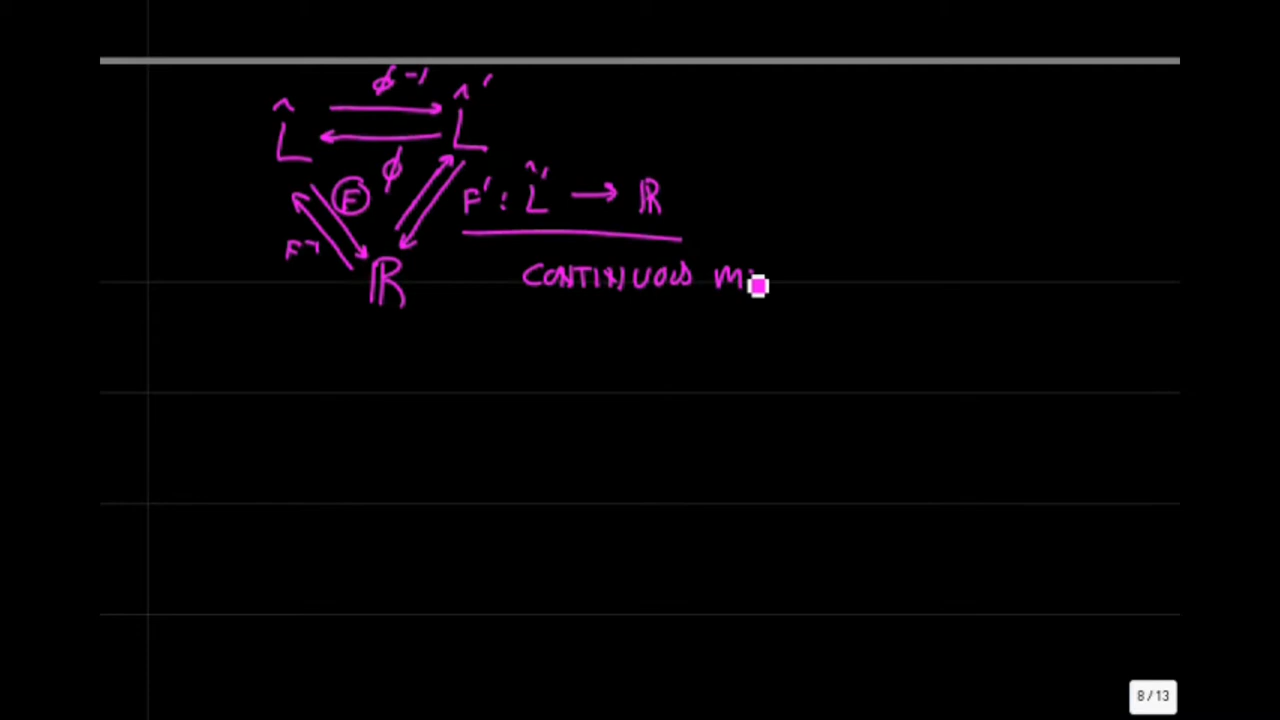 ϕ⁻¹
L̂ L̂'
ϕ
F F' : L̂' → ℝ
F⁻¹
ℝ CONTINUOUS
8 / 13